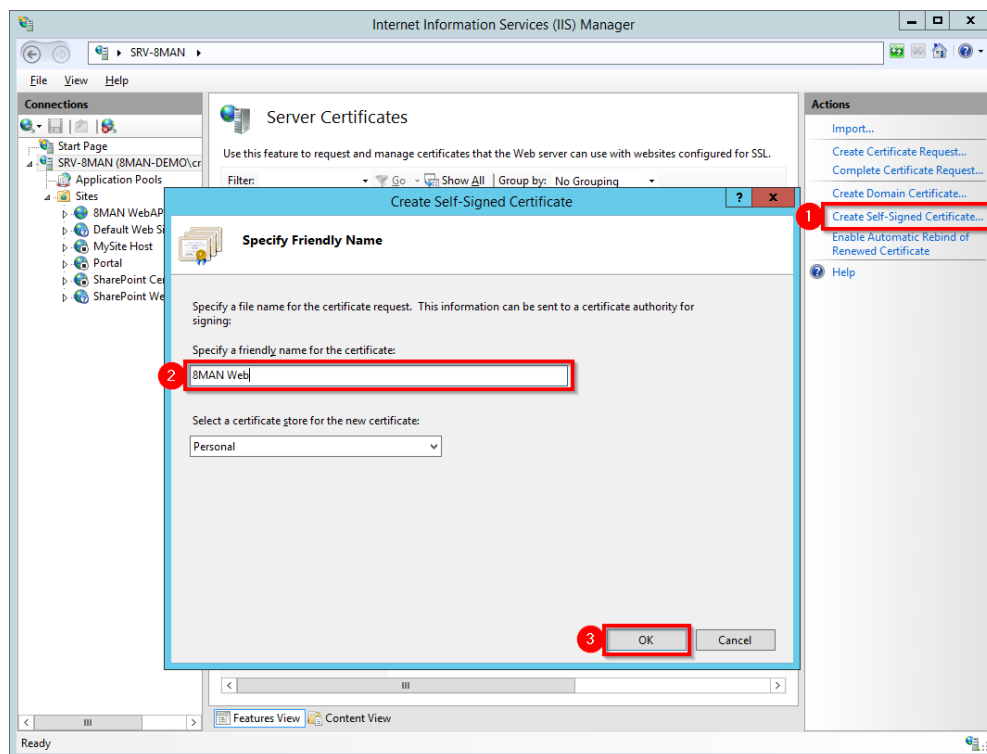 Internet Information Services (IIS) Manager
SRV-8MAN
File View Help
Connections
Start Page
SRV-8MAN (8MAN-DEMO\cr
Application Pools
Sites
8MAN WebAP
Default Web Si
MySite Host
Portal
SharePoint Cer
SharePoint We
Server Certificates
Use this feature to request and manage certificates that the Web server can use with websites configured for SSL.
Filter: Go Show All Group by: No Grouping
Create Self-Signed Certificate ? x
Specify Friendly Name
Specify a file name for the certificate request. This information can be sent to a certificate authority for
signing:
Specify a friendly name for the certificate:
2 8MAN Web
Select a certificate store for the new certificate:
Personal
3 OK Cancel
Features View Content View
Actions
Import...
Create Certificate Request...
Complete Certificate Request...
Create Domain Certificate...
1 Create Self-Signed Certificate...
Enable Automatic Rebind of
Renewed Certificate
Help
Ready